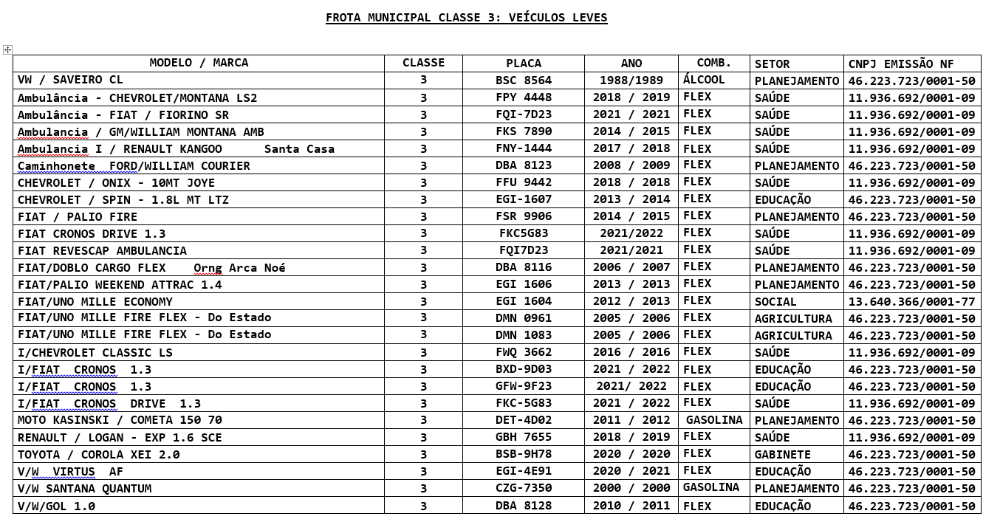 FROTA MUNICIPAL CLASSE 3: VEÍCULOS LEVES
MODELO / MARCA CLASSE PLACA ANO COMB. SETOR CNPJ EMISSÃO NF
VW / SAVEIRO CL 3 BSC 8564 1988/1989 ÁLCOOL PLANEJAMENTO 46.223.723/0001-50
Ambulância - CHEVROLET/MONTANA LS2 3 FPY 4448 2018 / 2019 FLEX SAÚDE 11.936.692/0001-09
Ambulância - FIAT / FIORINO SR 3 FQI-7D23 2021 / 2021 FLEX SAÚDE 11.936.692/0001-09
Ambulancia / GM/WILLIAM MONTANA AMB 3 FKS 7890 2014 / 2015 FLEX SAÚDE 11.936.692/0001-09
Ambulancia I / RENAULT KANGOO Santa Casa 3 FNY-1444 2017 / 2018 FLEX SAÚDE 11.936.692/0001-09
Caminhonete FORD/WILLIAM COURIER 3 DBA 8123 2008 / 2009 FLEX PLANEJAMENTO 46.223.723/0001-50
CHEVROLET / ONIX - 10MT JOYE 3 FFU 9442 2018 / 2018 FLEX SAÚDE 11.936.692/0001-09
CHEVROLET / SPIN - 1.8L MT LTZ 3 EGI-1607 2013 / 2014 FLEX EDUCAÇÃO 46.223.723/0001-50
FIAT / PALIO FIRE 3 FSR 9906 2014 / 2015 FLEX PLANEJAMENTO 46.223.723/0001-50
FIAT CRONOS DRIVE 1.3 3 FKC5G83 2021/2022 FLEX SAÚDE 11.936.692/0001-09
FIAT REVESCAP AMBULANCIA 3 FQI7D23 2021/2021 FLEX SAÚDE 11.936.692/0001-09
FIAT/DOBLO CARGO FLEX Orng Arca Noé 3 DBA 8116 2006 / 2007 FLEX PLANEJAMENTO 46.223.723/0001-50
FIAT/PALIO WEEKEND ATTRAC 1.4 3 EGI 1606 2013 / 2013 FLEX PLANEJAMENTO 46.223.723/0001-50
FIAT/UNO MILLE ECONOMY 3 EGI 1604 2012 / 2013 FLEX SOCIAL 13.640.366/0001-77
FIAT/UNO MILLE FIRE FLEX - Do Estado 3 DMN 0961 2005 / 2006 FLEX AGRICULTURA 46.223.723/0001-50
FIAT/UNO MILLE FIRE FLEX - Do Estado 3 DMN 1083 2005 / 2006 FLEX AGRICULTURA 46.223.723/0001-50
I/CHEVROLET CLASSIC LS 3 FWQ 3662 2016 / 2016 FLEX SAÚDE 11.936.692/0001-09
I/FIAT CRONOS 1.3 3 BXD-9D03 2021 / 2022 FLEX EDUCAÇÃO 46.223.723/0001-50
I/FIAT CRONOS 1.3 3 GFW-9F23 2021/ 2022 FLEX EDUCAÇÃO 46.223.723/0001-50
I/FIAT CRONOS DRIVE 1.3 3 FKC-5G83 2021 / 2022 FLEX SAÚDE 11.936.692/0001-09
MOTO KASINSKI / COMETA 150 70 3 DET-4D02 2011 / 2012 GASOLINA PLANEJAMENTO 46.223.723/0001-50
RENAULT / LOGAN - EXP 1.6 SCE 3 GBH 7655 2018 / 2019 FLEX SAÚDE 11.936.692/0001-09
TOYOTA / COROLA XEI 2.0 3 BSB-9H78 2020 / 2020 FLEX GABINETE 46.223.723/0001-50
V/W VIRTUS AF 3 EGI-4E91 2020 / 2021 FLEX EDUCAÇÃO 46.223.723/0001-50
V/W SANTANA QUANTUM 3 CZG-7350 2000 / 2000 GASOLINA PLANEJAMENTO 46.223.723/0001-50
V/W/GOL 1.0 3 DBA 8128 2010 / 2011 FLEX EDUCAÇÃO 46.223.723/0001-50